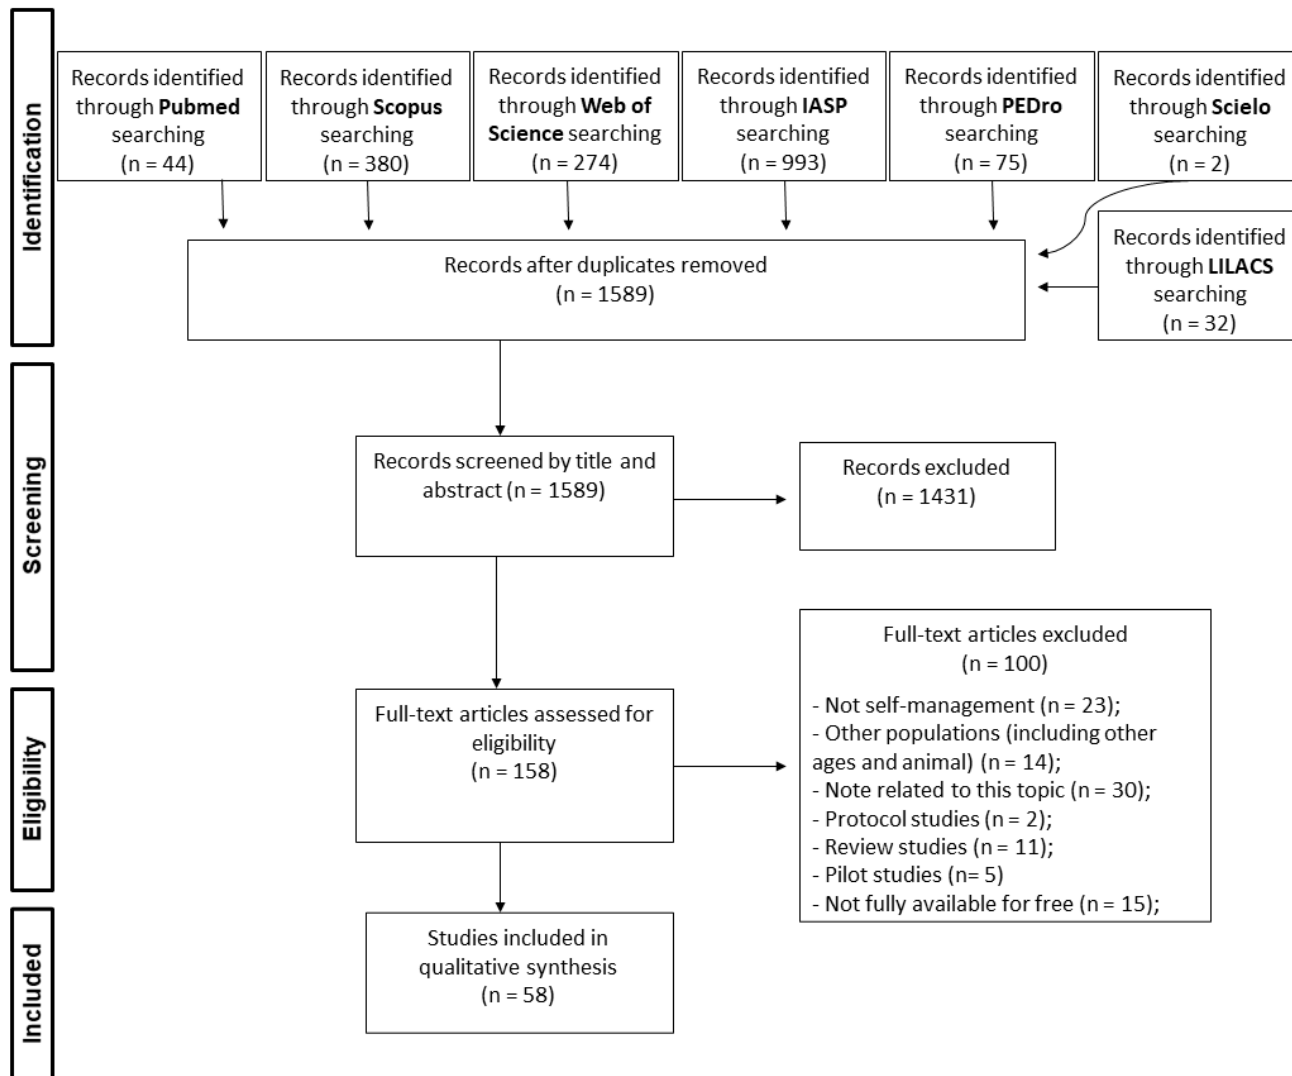 Identification
Records identified
through Pubmed
searching
(n = 44)
Records identified
through Scopus
searching
(n = 380)
Records identified
through Web of
Science searching
(n = 274)
Records identified
through IASP
searching
(n = 993)
Records identified
through PEDro
searching
(n = 75)
Records identified
through Scielo
searching
(n = 2)
Records identified
through LILACS
searching
(n = 32)
Records after duplicates removed
(n = 1589)
Screening
Records screened by title and
abstract (n = 1589)
Records excluded
(n = 1431)
Eligibility
Full-text articles assessed for
eligibility
(n = 158)
Full-text articles excluded
(n = 100)
- Not self-management (n = 23);
- Other populations (including other
ages and animal) (n = 14);
- Note related to this topic (n = 30);
- Protocol studies (n = 2);
- Review studies (n = 11);
- Pilot studies (n= 5)
- Not fully available for free (n = 15);
Included
Studies included in
qualitative synthesis
(n = 58)